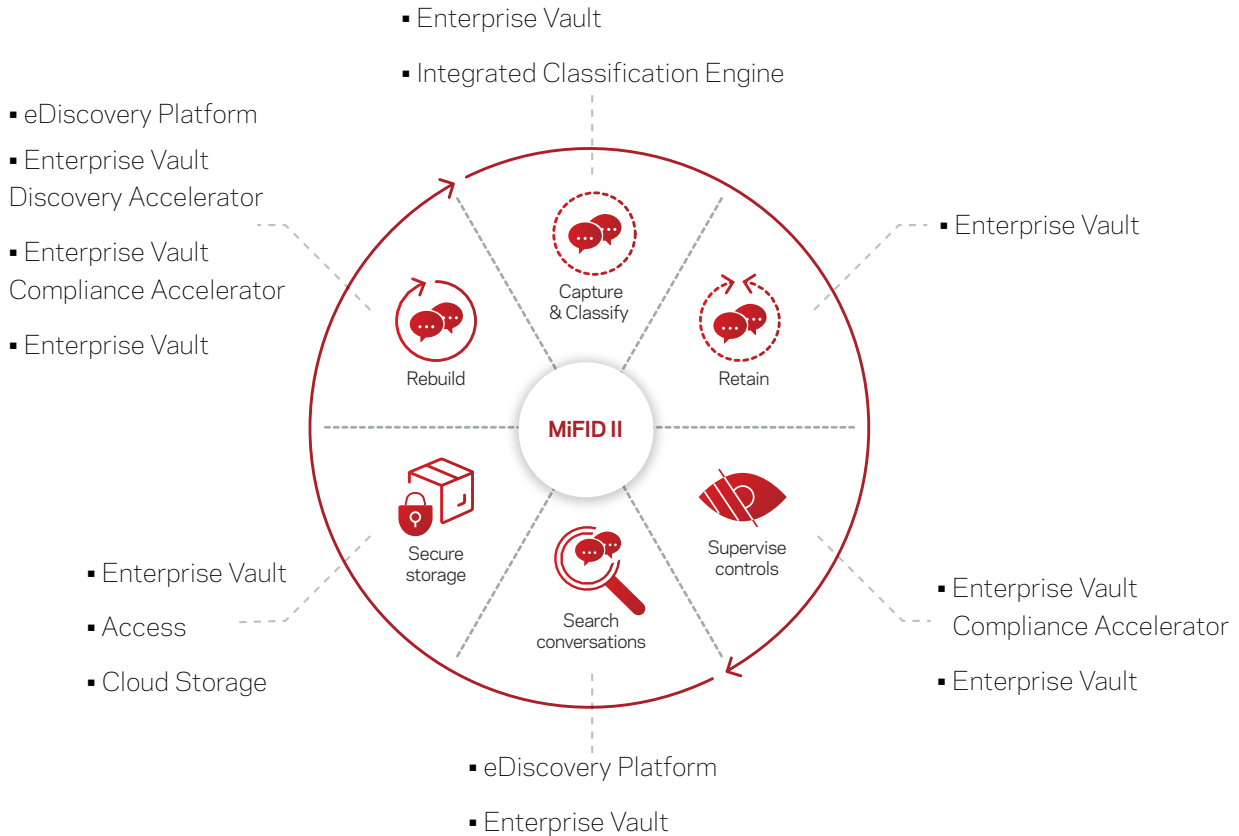 ▪ Enterprise Vault
▪ Integrated Classification Engine
▪ eDiscovery Platform
▪ Enterprise Vault
Discovery Accelerator
▪ Enterprise Vault
Compliance Accelerator
▪ Enterprise Vault
▪ Enterprise Vault
Capture
& Classify
Rebuild
Retain
MiFID II
Secure
storage
Supervise
controls
Search
conversations
▪ Enterprise Vault
▪ Access
▪ Cloud Storage
▪ Enterprise Vault
Compliance Accelerator
▪ Enterprise Vault
▪ eDiscovery Platform
▪ Enterprise Vault